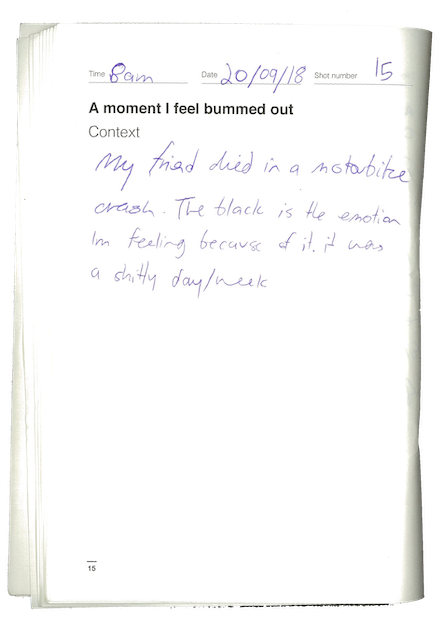 Time 8am Date 20/09/18 Shot number 15
A moment I feel bummed out
Context
My friend died in a motorbike
crash. The black is the emotion
Im feeling because of it. it was
a shitty day/week
15